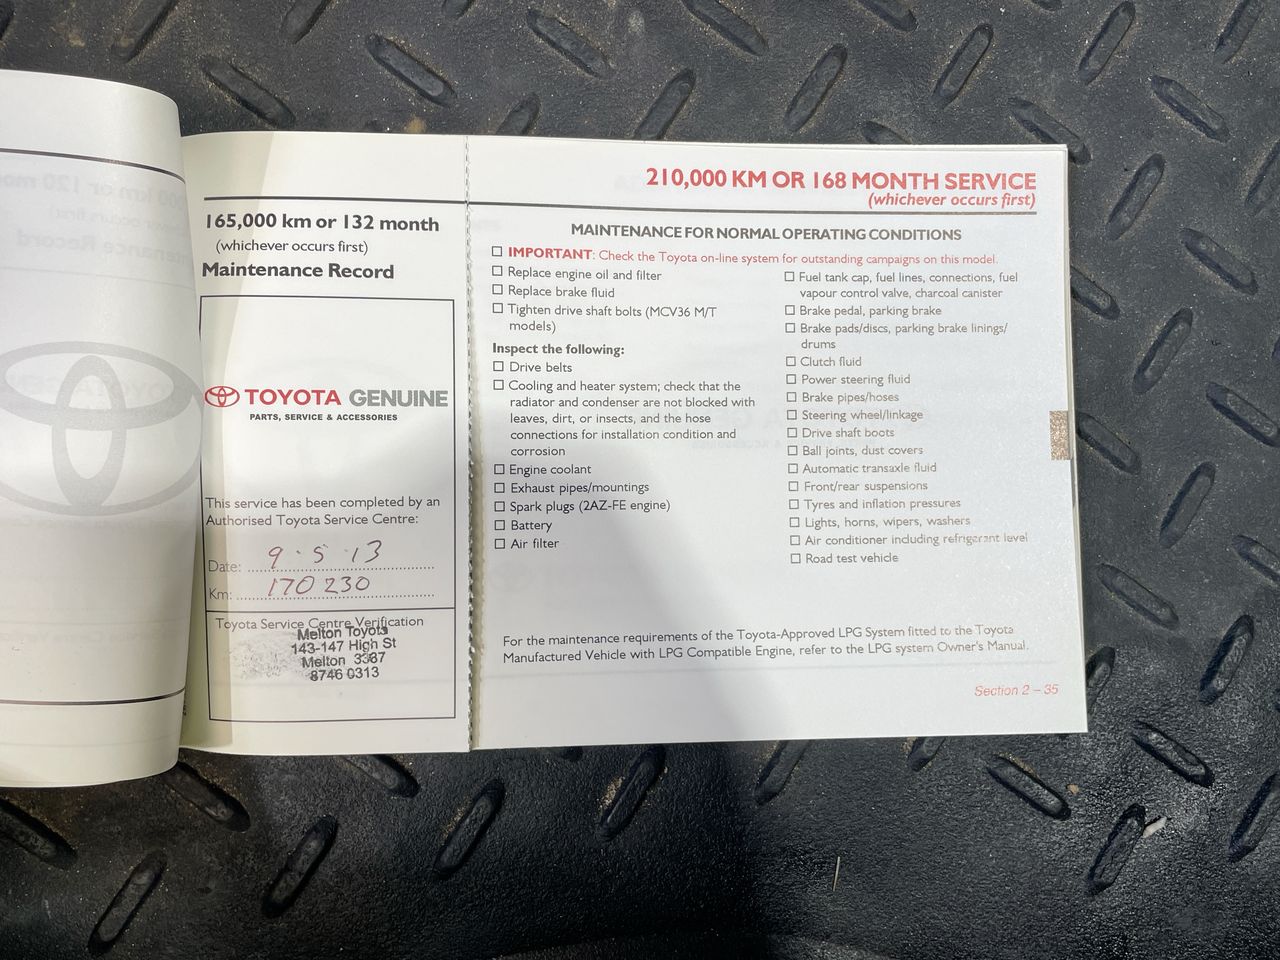 165,000 km or 132 month
(whichever occurs first)
Maintenance Record
TOYOTA GENUINE
PARTS, SERVICE & ACCESSORIES
This service has been completed by an
Authorised Toyota Service Centre:
Date: 9.5.13
Km: 170 230
Toyota Service Centre Verification
Melton Toyota
143-147 High St
Melton 3337
8746 0313
210,000 KM OR 168 MONTH SERVICE
(whichever occurs first)
MAINTENANCE FOR NORMAL OPERATING CONDITIONS
☐ IMPORTANT: Check the Toyota on-line system for outstanding campaigns on this model.
☐ Replace engine oil and filter
☐ Replace brake fluid
☐ Tighten drive shaft bolts (MCV36 M/T
models)
Inspect the following:
☐ Drive belts
☐ Cooling and heater system; check that the
radiator and condenser are not blocked with
leaves, dirt, or insects, and the hose
connections for installation condition and
corrosion
☐ Engine coolant
☐ Exhaust pipes/mountings
☐ Spark plugs (2AZ-FE engine)
☐ Battery
☐ Air filter
☐ Fuel tank cap, fuel lines, connections, fuel
vapour control valve, charcoal canister
☐ Brake pedal, parking brake
☐ Brake pads/discs, parking brake linings/
drums
☐ Clutch fluid
☐ Power steering fluid
☐ Brake pipes/hoses
☐ Steering wheel/linkage
☐ Drive shaft boots
☐ Ball joints, dust covers
☐ Automatic transaxle fluid
☐ Front/rear suspensions
☐ Tyres and inflation pressures
☐ Lights, horns, wipers, washers
☐ Air conditioner including refrigerant level
☐ Road test vehicle
For the maintenance requirements of the Toyota-Approved LPG System fitted to the Toyota
Manufactured Vehicle with LPG Compatible Engine, refer to the LPG system Owner's Manual.
Section 2 – 35